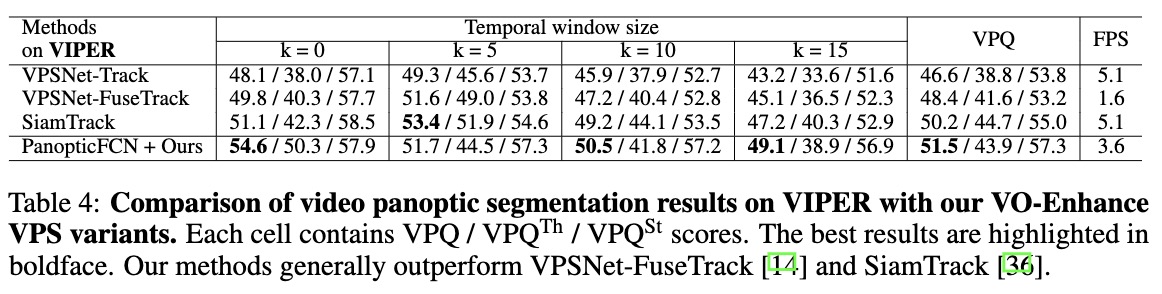 Methods on VIPER Temporal window size VPQ FPS
k = 0 k = 5 k = 10 k = 15
VPSNet-Track 48.1 / 38.0 / 57.1 49.3 / 45.6 / 53.7 45.9 / 37.9 / 52.7 43.2 / 33.6 / 51.6 46.6 / 38.8 / 53.8 5.1
VPSNet-FuseTrack 49.8 / 40.3 / 57.7 51.6 / 49.0 / 53.8 47.2 / 40.4 / 52.8 45.1 / 36.5 / 52.3 48.4 / 41.6 / 53.2 1.6
SiamTrack 51.1 / 42.3 / 58.5 53.4 / 51.9 / 54.6 49.2 / 44.1 / 53.5 47.2 / 40.3 / 52.9 50.2 / 44.7 / 55.0 5.1
PanopticFCN + Ours 54.6 / 50.3 / 57.9 51.7 / 44.5 / 57.3 50.5 / 41.8 / 57.2 49.1 / 38.9 / 56.9 51.5 / 43.9 / 57.3 3.6
Table 4: Comparison of video panoptic segmentation results on VIPER with our VO-Enhance
VPS variants. Each cell contains VPQ / VPQTh / VPQSt scores. The best results are highlighted in
boldface. Our methods generally outperform VPSNet-FuseTrack [14] and SiamTrack [36].